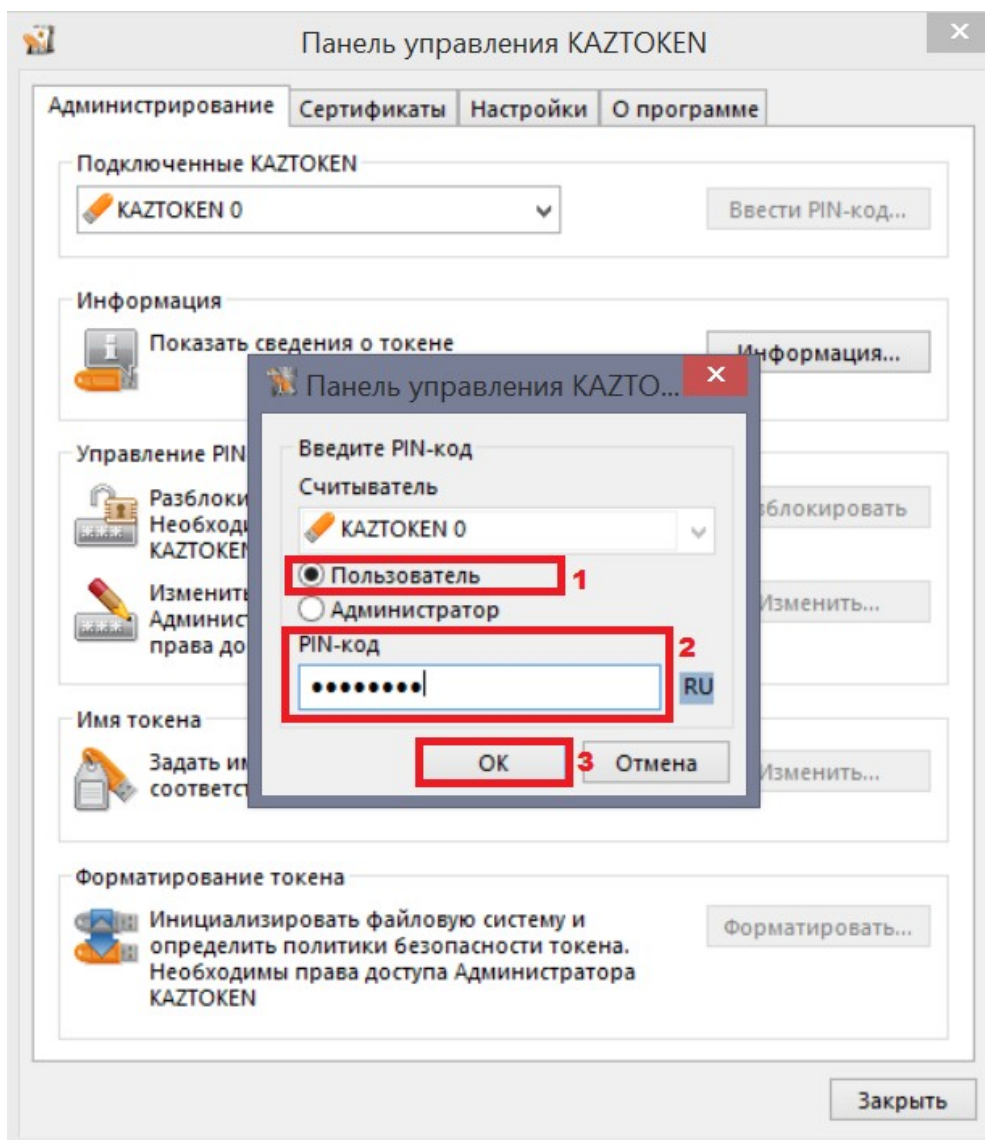 Панель управления KAZTOKEN
Администрирование Сертификаты Настройки О программе
Подключенные KAZTOKEN
KAZTOKEN 0
Ввести PIN-код...
Информация
Показать сведения о токене
Информация...
Панель управления KAZTO...
Введите PIN-код
Считыватель
KAZTOKEN 0
Пользователь 1
Администратор
PIN-код 2
RU
OK 3 Отмена
Управление PIN
Необходи
KAZTOKEN
Изменить
Админис
права до
Изменить...
Имя токена
Задать им
соответст
Изменить...
Форматирование токена
Инициализировать файловую систему и
определить политики безопасности токена.
Необходимы права доступа Администратора
KAZTOKEN
Форматировать...
Закрыть